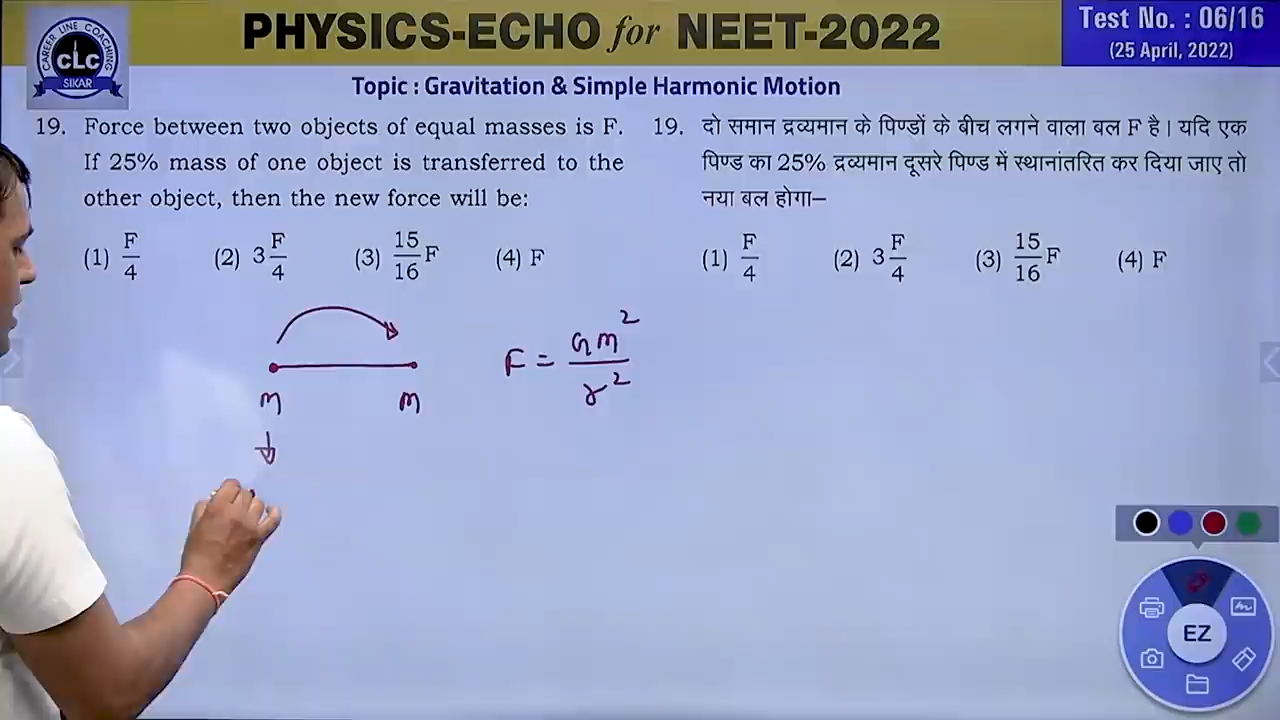 CAREER LINE COACHING
CLC
SIKAR
PHYSICS-ECHO for NEET-2022
Test No. : 06/16
(25 April, 2022)
Topic : Gravitation & Simple Harmonic Motion
19. Force between two objects of equal masses is F.
If 25% mass of one object is transferred to the
other object, then the new force will be:
(1) F/4 (2) 3 F/4 (3) 15/16 F (4) F
19. दो समान द्रव्यमान के पिण्डों के बीच लगने वाला बल F है। यदि एक
पिण्ड का 25% द्रव्यमान दूसरे पिण्ड में स्थानांतरित कर दिया जाए तो
नया बल होगा–
(1) F/4 (2) 3 F/4 (3) 15/16 F (4) F
F = Gm²/r²
m m
EZ